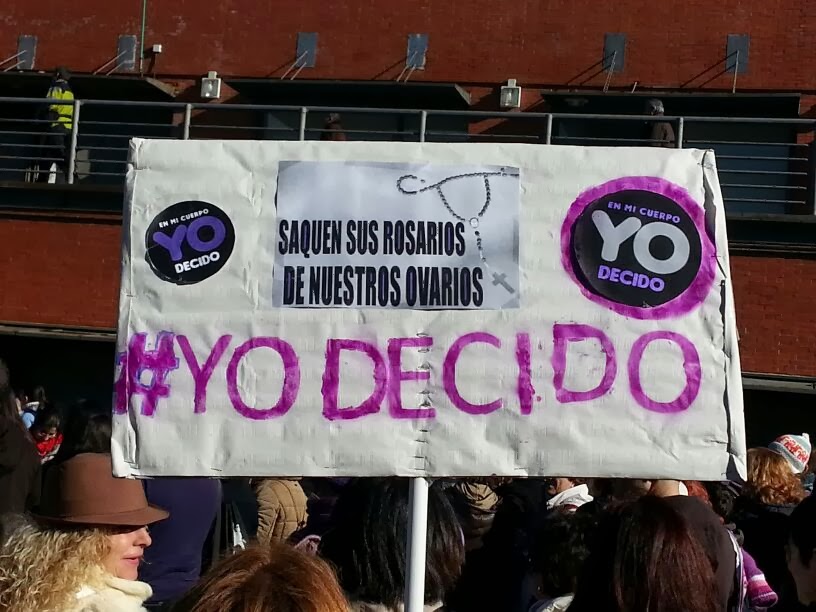 EN MI CUERPO
YO
DECIDO
SAQUEN SUS ROSARIOS
DE NUESTROS OVARIOS
EN MI CUERPO
YO
DECIDO
#YO DECIDO